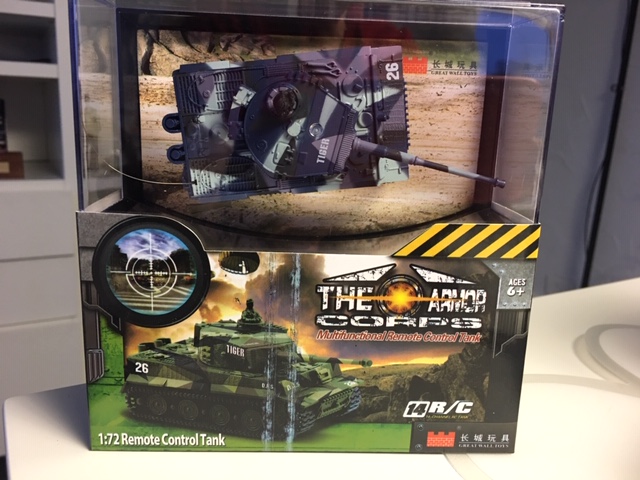 26
长城玩具
GREAT WALL TOYS
TIGER
THE ARMOR
CORPS
Multifunctional Remote Control Tank
AGES
6+
TIGER
26
14 R/C
1:72 Remote Control Tank
长城玩具
GREAT WALL TOYS